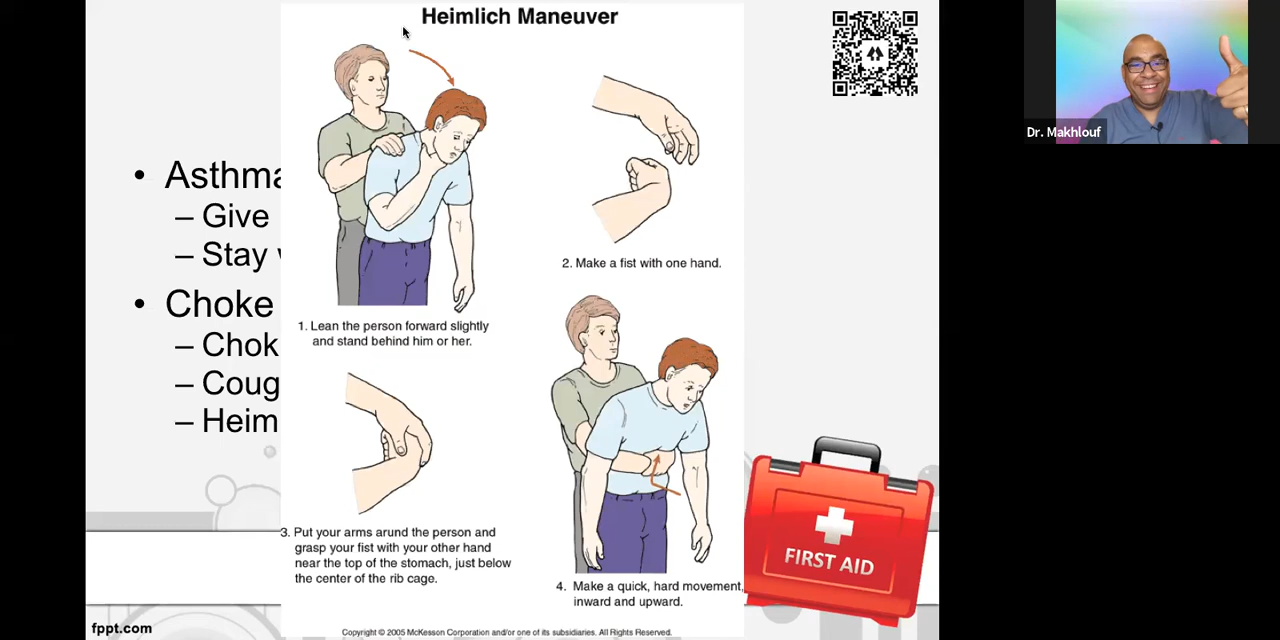 Heimlich Maneuver
Dr. Makhlouf
• Asthma
– Give
– Stay
• Choke
– Chok
– Coug
– Heim
1. Lean the person forward slightly
and stand behind him or her.
2. Make a fist with one hand.
3. Put your arms arund the person and
grasp your fist with your other hand
near the top of the stomach, just below
the center of the rib cage.
4. Make a quick, hard movement,
inward and upward.
FIRST AID
fppt.com
Copyright © 2005 McKesson Corporation and/or one of its subsidiaries. All Rights Reserved.